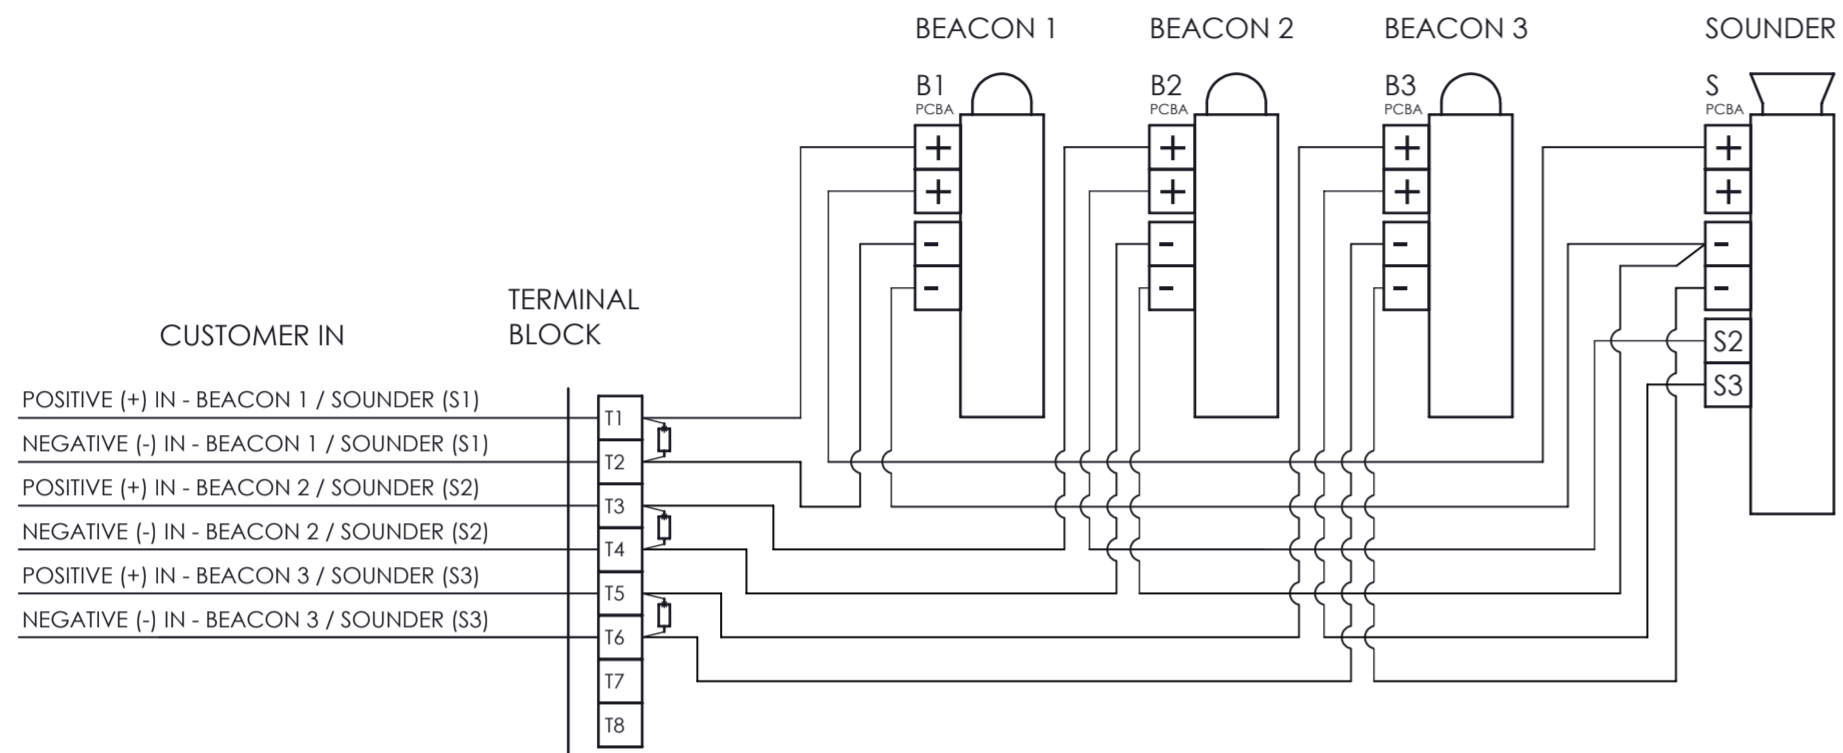 BEACON 1
BEACON 2
BEACON 3
SOUNDER
B1
PCBA
B2
PCBA
B3
PCBA
S
PCBA
+
+
+
+
+
+
+
+
-
-
-
-
-
-
-
-
S2
S3
CUSTOMER IN
TERMINAL
BLOCK
POSITIVE (+) IN - BEACON 1 / SOUNDER (S1)
T1
NEGATIVE (-) IN - BEACON 1 / SOUNDER (S1)
T2
POSITIVE (+) IN - BEACON 2 / SOUNDER (S2)
T3
NEGATIVE (-) IN - BEACON 2 / SOUNDER (S2)
T4
POSITIVE (+) IN - BEACON 3 / SOUNDER (S3)
T5
NEGATIVE (-) IN - BEACON 3 / SOUNDER (S3)
T6
T7
T8